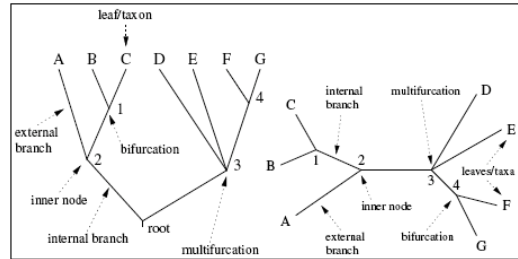 leaf/taxon
A B C D E F G
1
4
external
branch
bifurcation
2
3
inner node
internal branch
root
multifurcation
internal
branch
multifurcation
D
C
E
1
2
B
3
4
leaves/taxa
F
A
inner node
external
branch
bifurcation
G